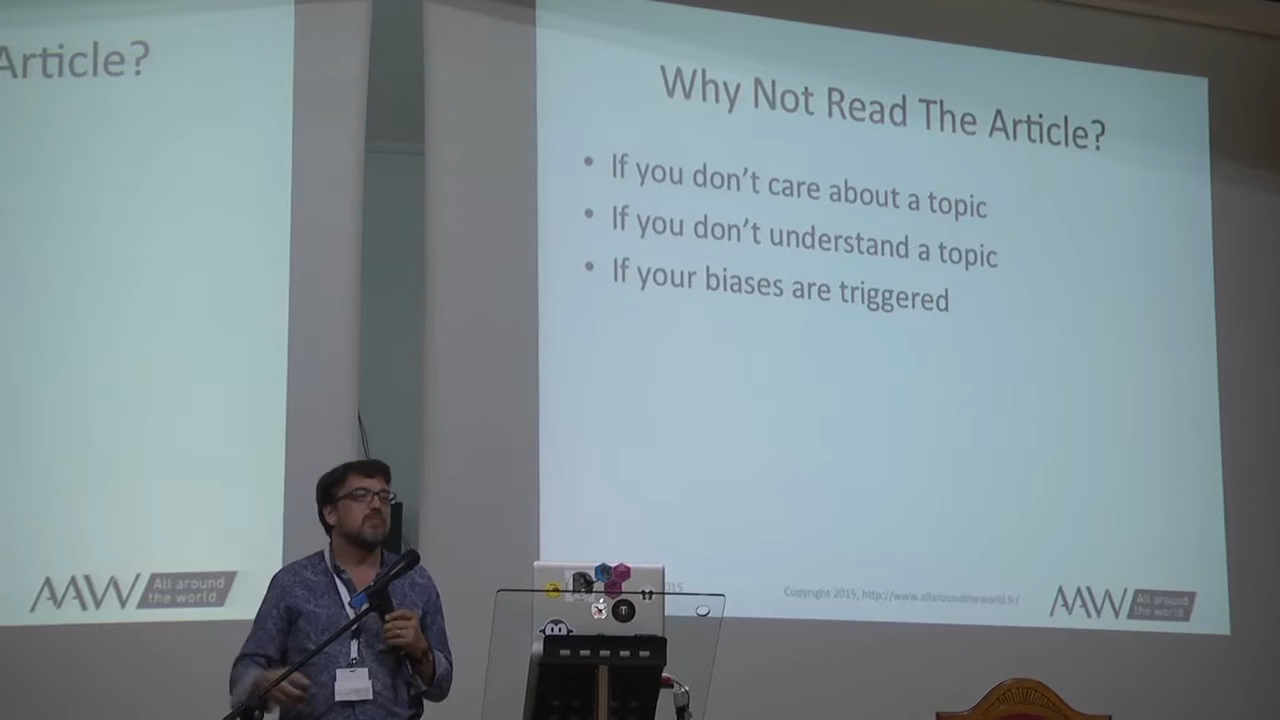 Article?
AAW All around
the world
Why Not Read The Article?
• If you don't care about a topic
• If you don't understand a topic
• If your biases are triggered
2015
Copyright 2015, http://www.allaroundtheworld.fr/
AAW All around
the world